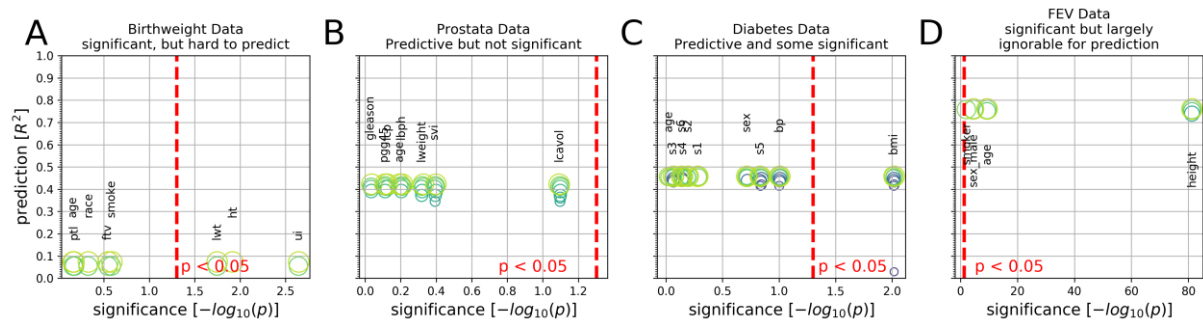 A
Birthweight Data
significant, but hard to predict
prediction [R²]
1.0
0.9
0.8
0.7
0.6
0.5
0.4
0.3
0.2
0.1
0.0
age
race
smoke
ptl
ftv
lwt
ht
ui
p < 0.05
0.5 1.0 1.5 2.0 2.5
significance [−log₁₀(p)]
B
Prostata Data
Predictive but not significant
gleason
pgg45
lcp
age
lbph
lweight
svi
lcavol
p < 0.05
0.0 0.2 0.4 0.6 0.8 1.0 1.2
significance [−log₁₀(p)]
C
Diabetes Data
Predictive and some significant
age
s6
s2
s3
s4
s1
sex
s5
bp
bmi
p < 0.05
0.0 0.5 1.0 1.5 2.0
significance [−log₁₀(p)]
D
FEV Data
significant but largely
ignorable for prediction
smoker
sex_male
age
height
p < 0.05
0 20 40 60 80
significance [−log₁₀(p)]